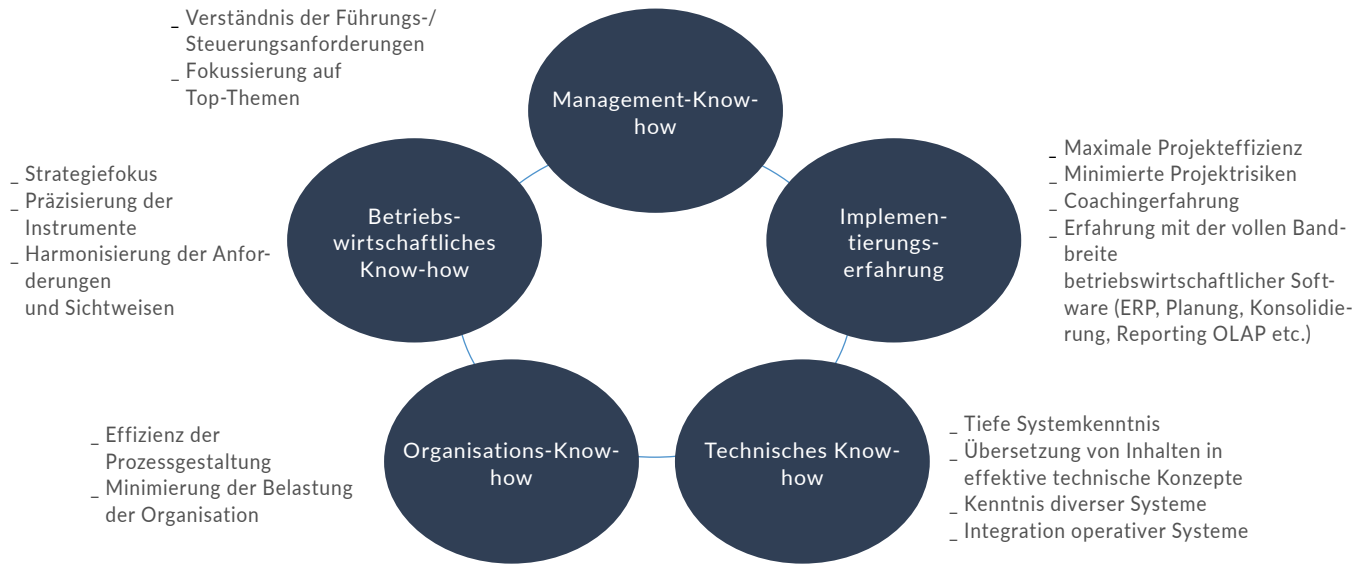 _ Verständnis der Führungs-/
Steuerungsanforderungen
_ Fokussierung auf
Top-Themen
Management-Know-
how
_ Strategiefokus
_ Präzisierung der
Instrumente
_ Harmonisierung der Anfor-
derungen
und Sichtweisen
Betriebs-
wirtschaftliches
Know-how
Implemen-
tierungs-
erfahrung
_ Maximale Projekteffizienz
_ Minimierte Projektrisiken
_ Coachingerfahrung
_ Erfahrung mit der vollen Band-
breite
betriebswirtschaftlicher Soft-
ware (ERP, Planung, Konsolidie-
rung, Reporting OLAP etc.)
_ Effizienz der
Prozessgestaltung
_ Minimierung der Belastung
der Organisation
Organisations-Know-
how
Technisches Know-
how
_ Tiefe Systemkenntnis
_ Übersetzung von Inhalten in
effektive technische Konzepte
_ Kenntnis diverser Systeme
_ Integration operativer Systeme